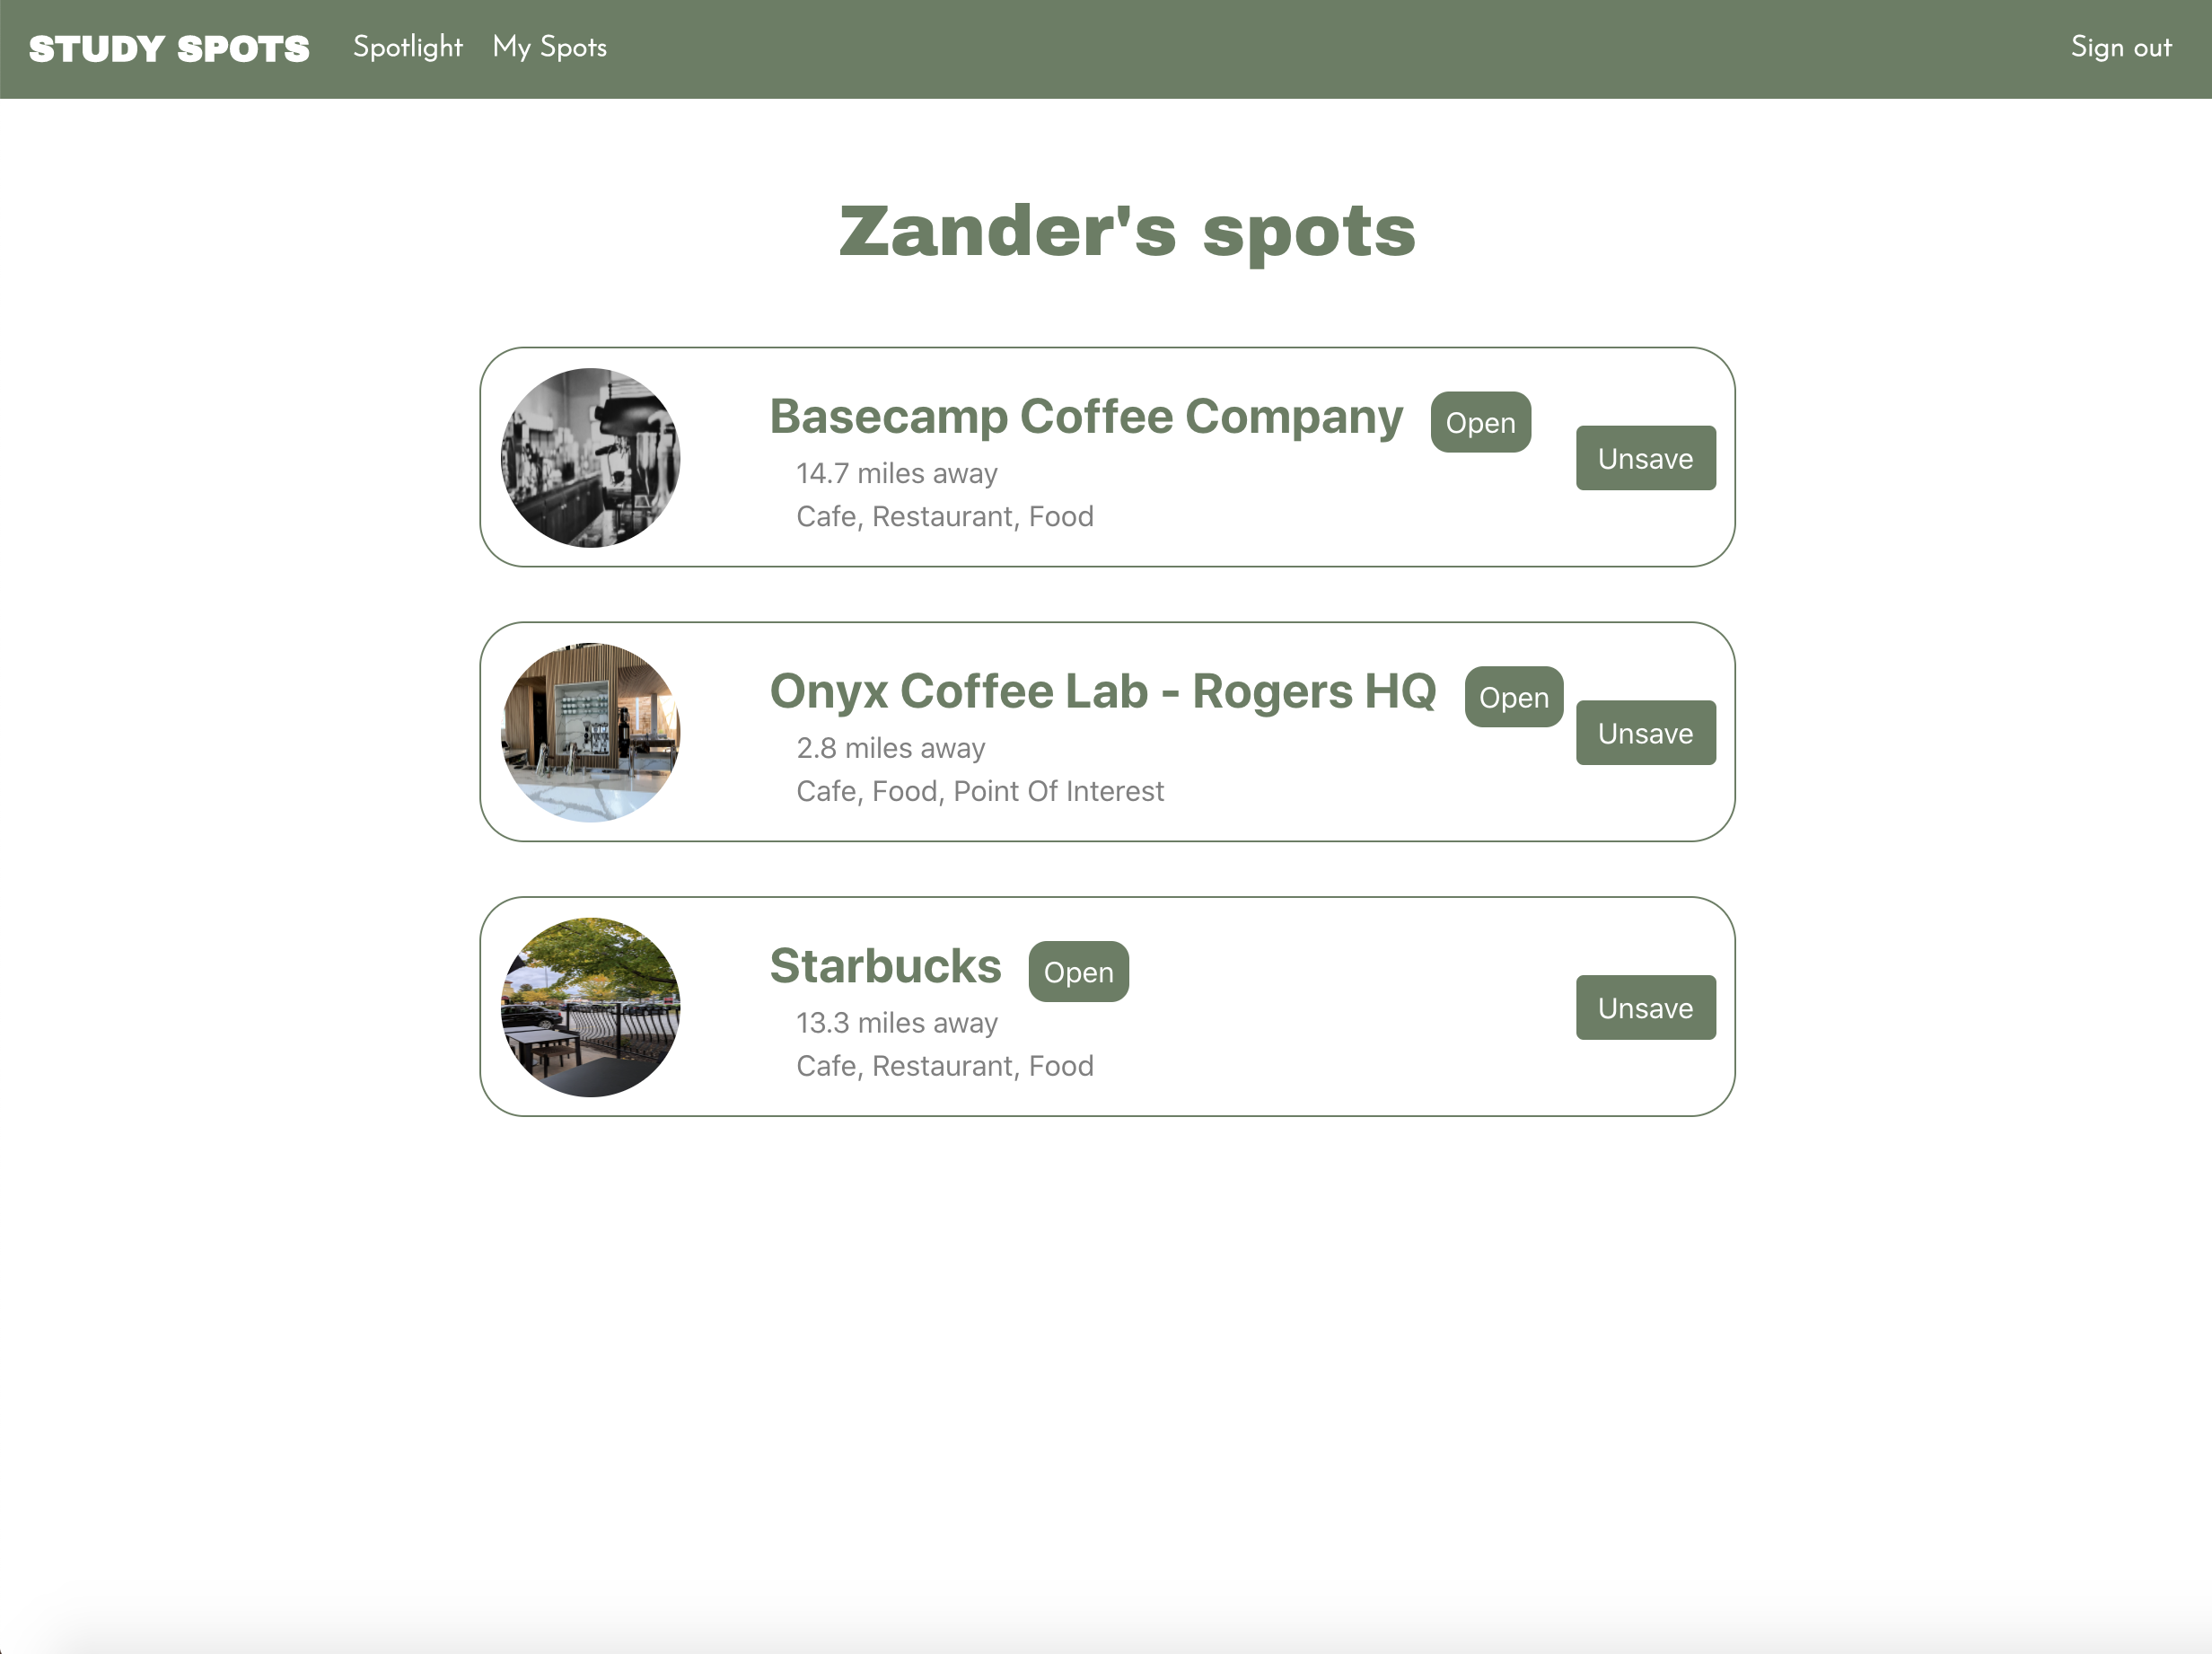 STUDY SPOTS Spotlight My Spots Sign out
Zander's spots
Basecamp Coffee Company Open
Unsave
14.7 miles away
Cafe, Restaurant, Food
Onyx Coffee Lab - Rogers HQ Open
Unsave
2.8 miles away
Cafe, Food, Point Of Interest
Starbucks Open
Unsave
13.3 miles away
Cafe, Restaurant, Food